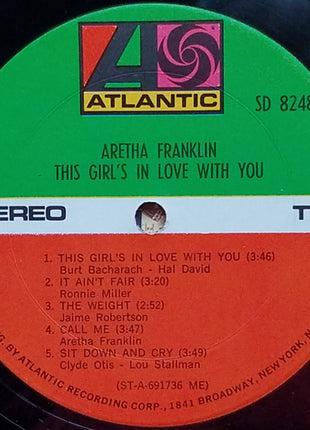 ATLANTIC
SD 8248
ARETHA FRANKLIN
THIS GIRL'S IN LOVE WITH YOU
1. THIS GIRL'S IN LOVE WITH YOU (3:46)
Burt Bacharach - Hal David
2. IT AIN'T FAIR (3:20)
Ronnie Miller
3. THE WEIGHT (2:52)
Jaime Robertson
4. CALL ME (3:47)
Aretha Franklin
5. SIT DOWN AND CRY (3:49)
Clyde Otis - Lou Stallman
(ST-A-691736 ME)
BY ATLANTIC RECORDING CORP., 1841 BROADWAY, NEW YORK, N